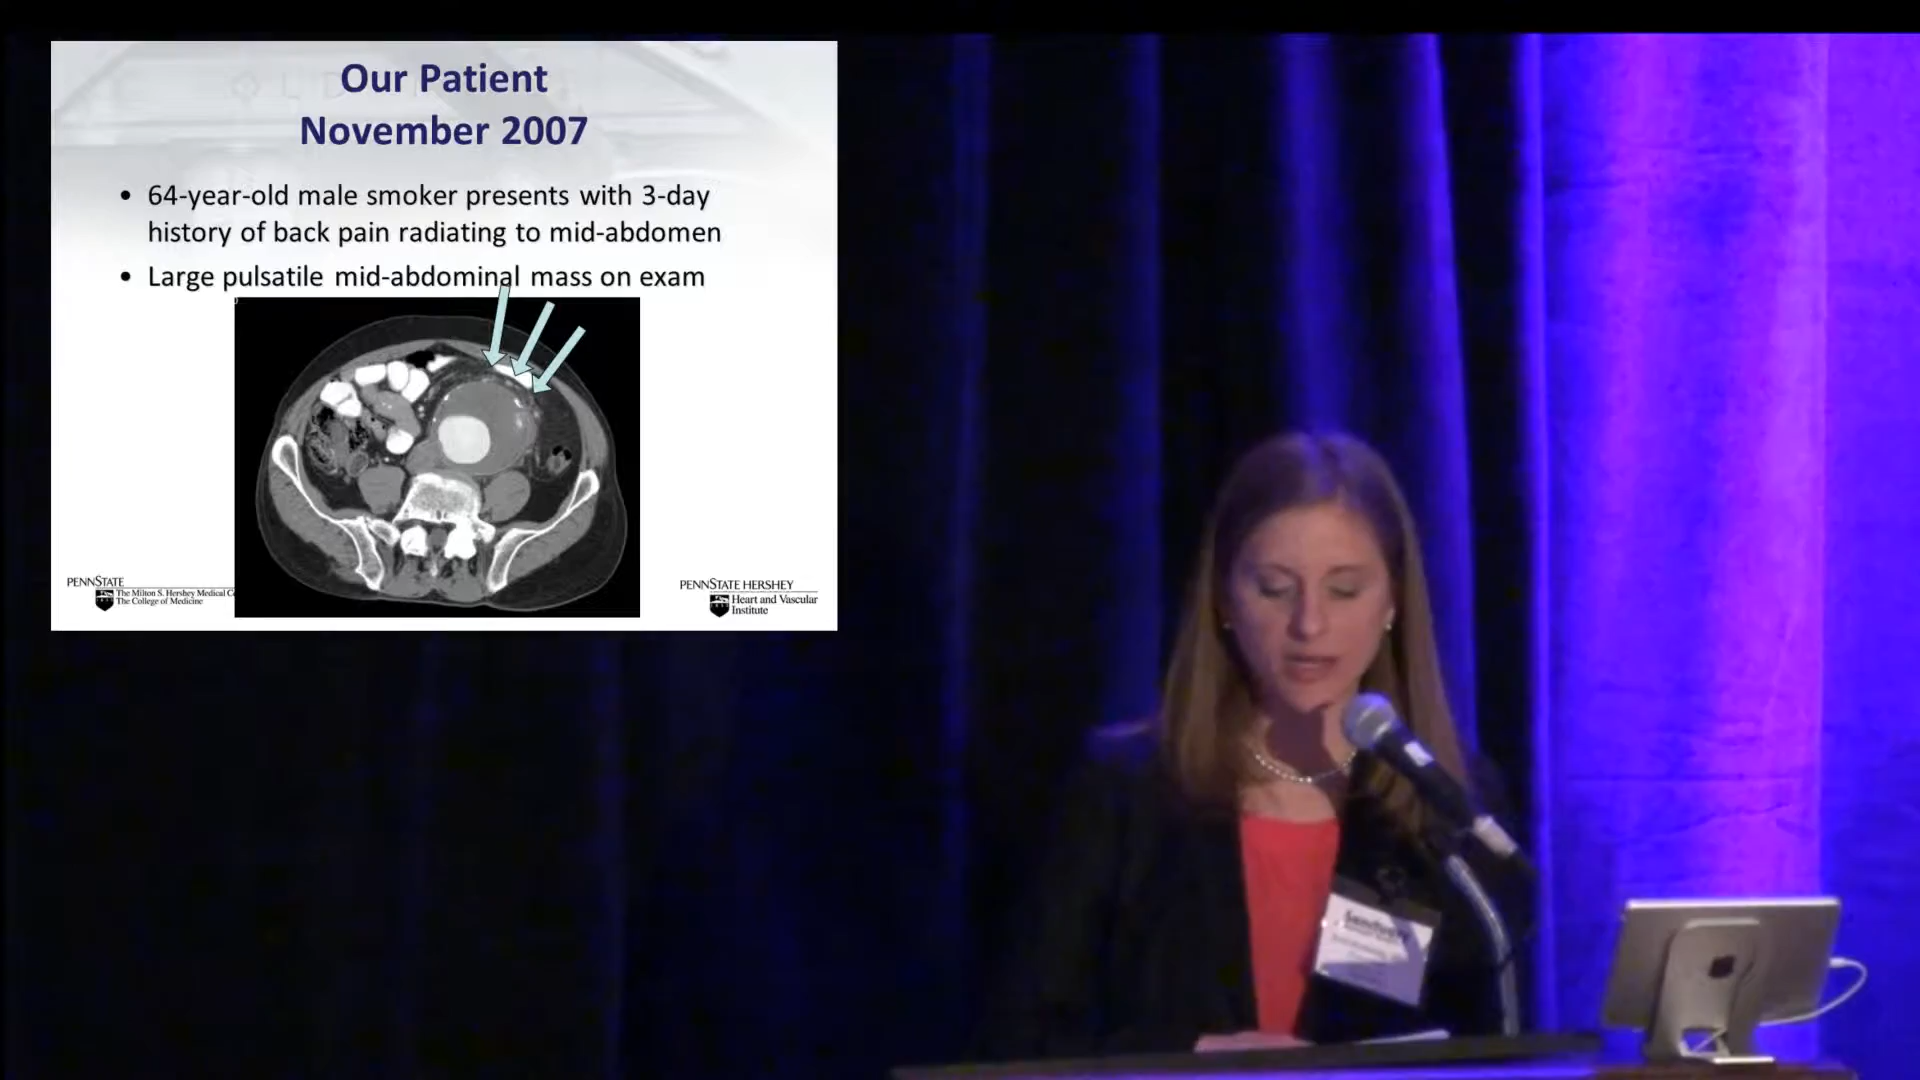 Our Patient
November 2007
• 64-year-old male smoker presents with 3-day
history of back pain radiating to mid-abdomen
• Large pulsatile mid-abdominal mass on exam
PENNSTATE
The Milton S. Hershey Medical
The College of Medicine
PENNSTATE HERSHEY
Heart and Vascular
Institute